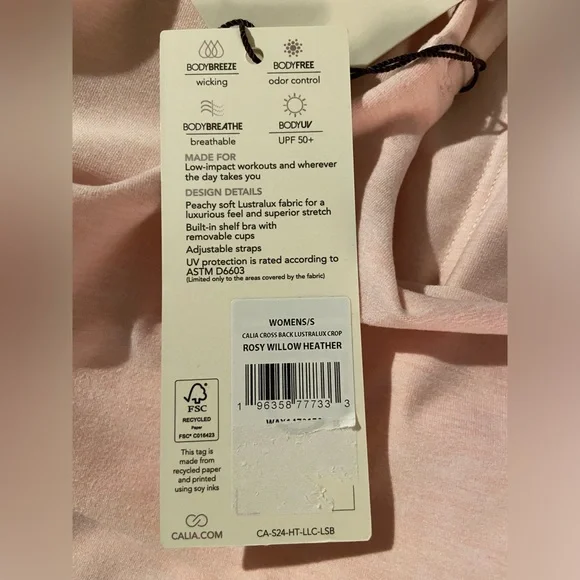 BODYBREEZE
wicking
BODYFREE
odor control
BODYBREATHE
breathable
BODYUV
UPF 50+
MADE FOR
Low-impact workouts and wherever
the day takes you
DESIGN DETAILS
Peachy soft Lustralux fabric for a
luxurious feel and superior stretch
Built-in shelf bra with
removable cups
Adjustable straps
UV protection is rated according to
ASTM D6603
(Limited only to the areas covered by the fabric)
WOMENS/S
CALIA CROSS BACK LUSTRALUX CROP
ROSY WILLOW HEATHER
1 96358 77733 3
FSC
RECYCLED
Paper
FSC® C016423
This tag is
made from
recycled paper
and printed
using soy inks
CALIA.COM
CA-S24-HT-LLC-LSB